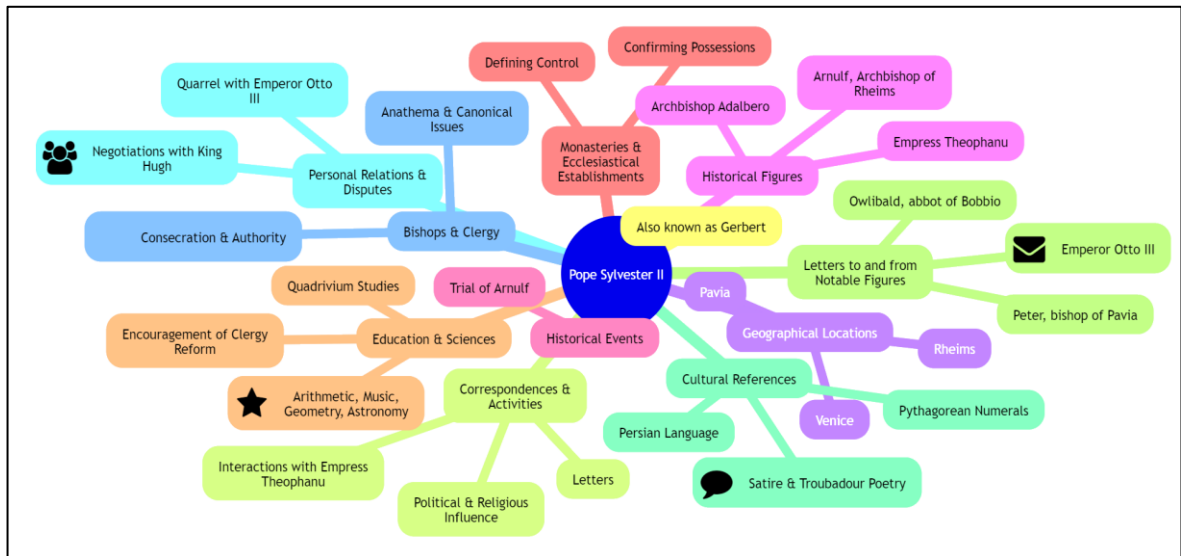 Confirming Possessions
Defining Control
Monasteries &
Ecclesiastical
Establishments
Arnulf, Archbishop of
Rheims
Archbishop Adalbero
Empress Theophanu
Historical Figures
Quarrel with Emperor Otto
III
Negotiations with King
Hugh
Personal Relations &
Disputes
Anathema & Canonical
Issues
Consecration & Authority
Bishops & Clergy
Also known as Gerbert
Pope Sylvester II
Owlibald, abbot of Bobbio
Letters to and from
Notable Figures
Emperor Otto III
Peter, bishop of Pavia
Quadrivium Studies
Encouragement of Clergy
Reform
Education & Sciences
Arithmetic, Music,
Geometry, Astronomy
Trial of Arnulf
Historical Events
Pavia
Geographical Locations
Rheims
Venice
Correspondences &
Activities
Interactions with Empress
Theophanu
Political & Religious
Influence
Letters
Cultural References
Persian Language
Pythagorean Numerals
Satire & Troubadour Poetry